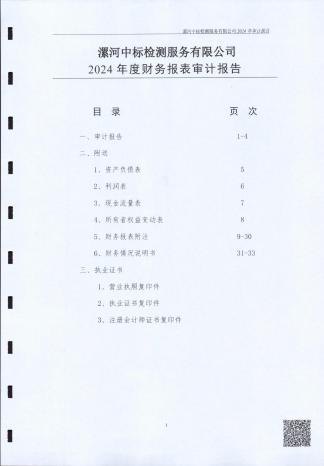 漯河中标检测服务有限公司 2024 年审计报告
漯河中标检测服务有限公司
2024 年度财务报表审计报告
目 录 页 次
一、审计报告 1-4
二、附送
1、资产负债表 5
2、利润表 6
3、现金流量表 7
4、所有者权益变动表 8
5、财务报表附注 9-30
6、财务情况说明书 31-33
三、执业证书
1、营业执照复印件
2、执业证书复印件
3、注册会计师证书复印件
1